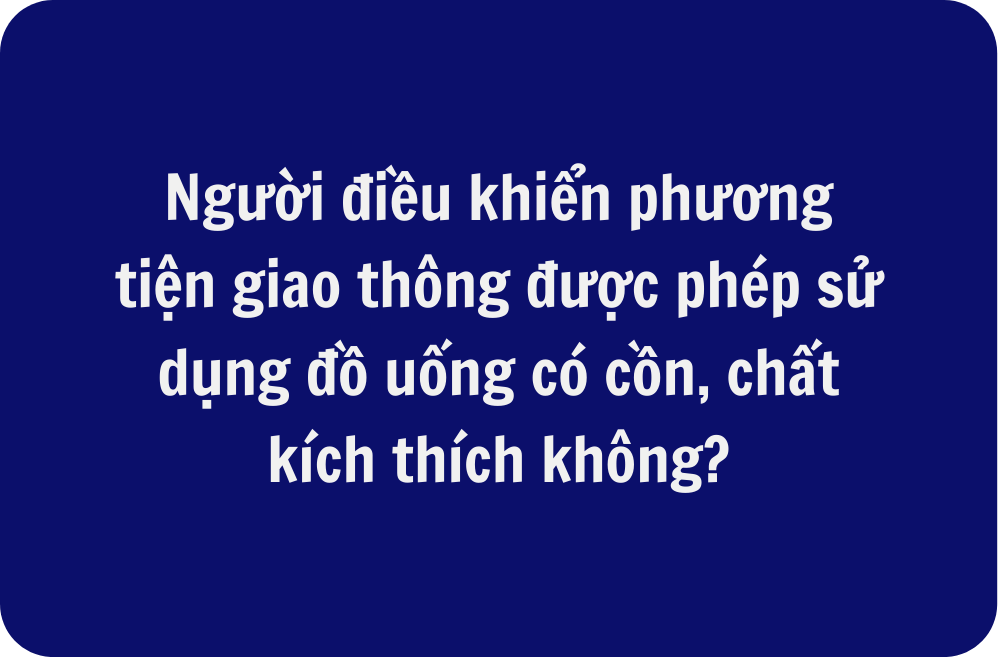 Người điều khiển phương
tiện giao thông được phép sử
dụng đồ uống có cồn, chất
kích thích không?